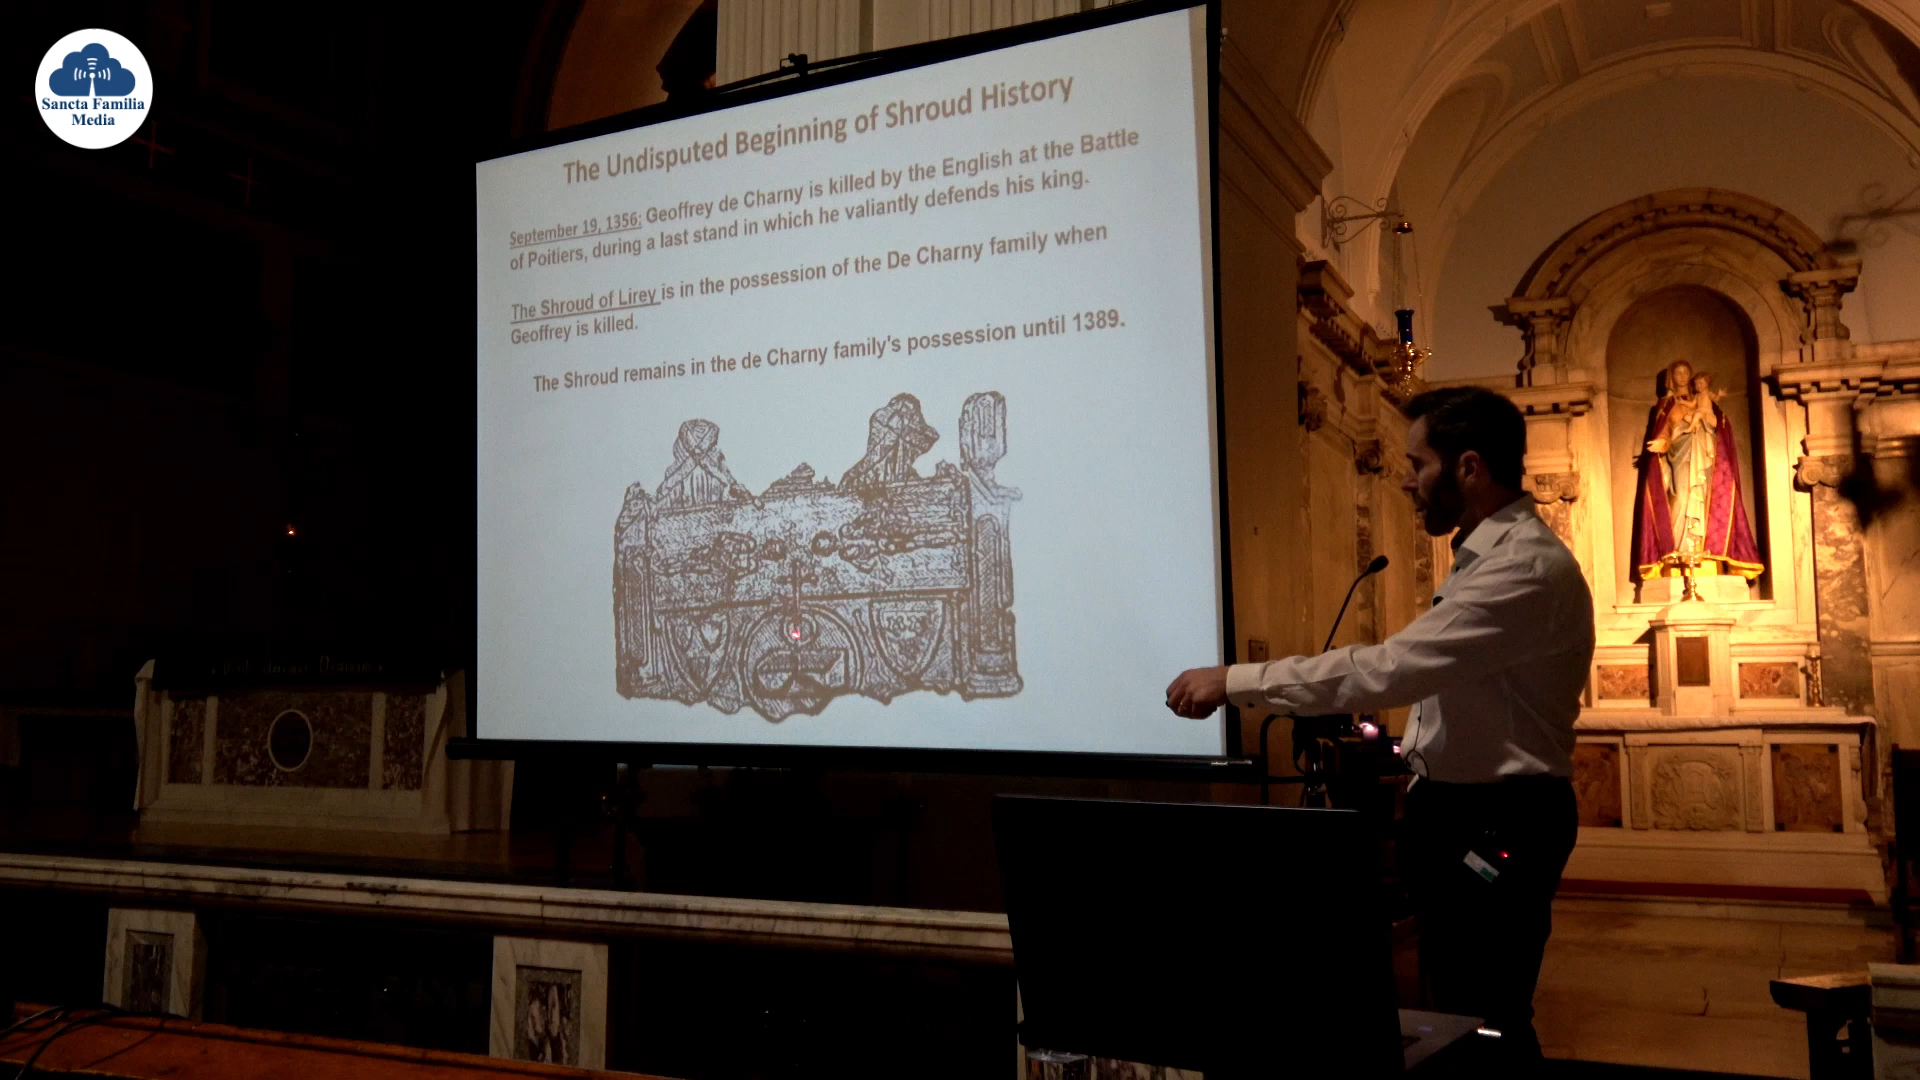 Sancta Familia
Media
The Undisputed Beginning of Shroud History
September 19, 1356: Geoffrey de Charny is killed by the English at the Battle
of Poitiers, during a last stand in which he valiantly defends his king.
The Shroud of Lirey is in the possession of the De Charny family when
Geoffrey is killed.
The Shroud remains in the de Charny family's possession until 1389.